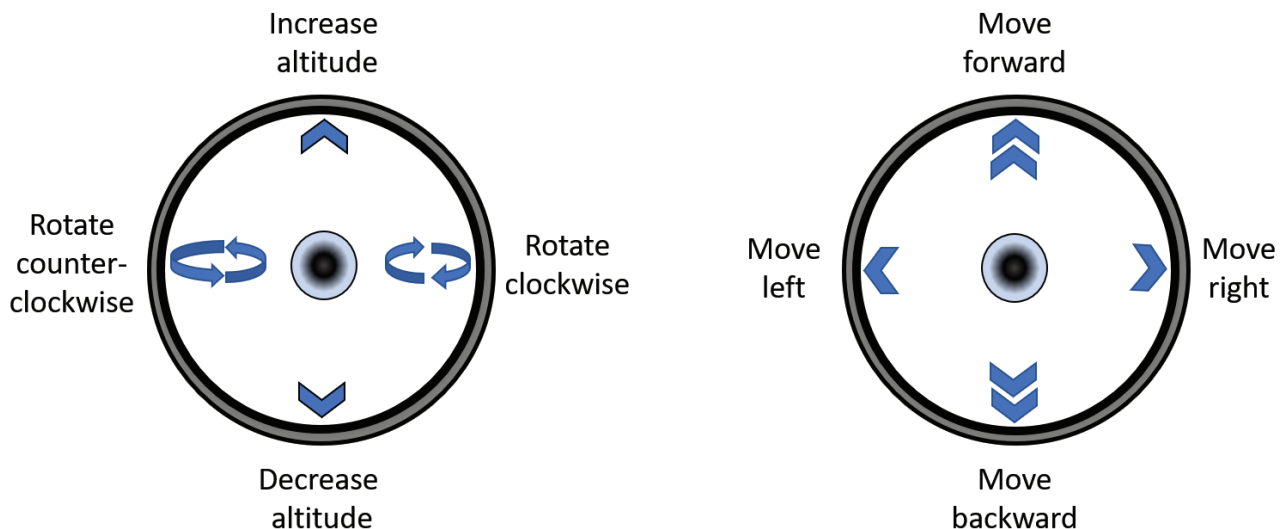 Increase
altitude
Rotate
counter-
clockwise
Rotate
clockwise
Decrease
altitude
Move
forward
Move
left
Move
right
Move
backward